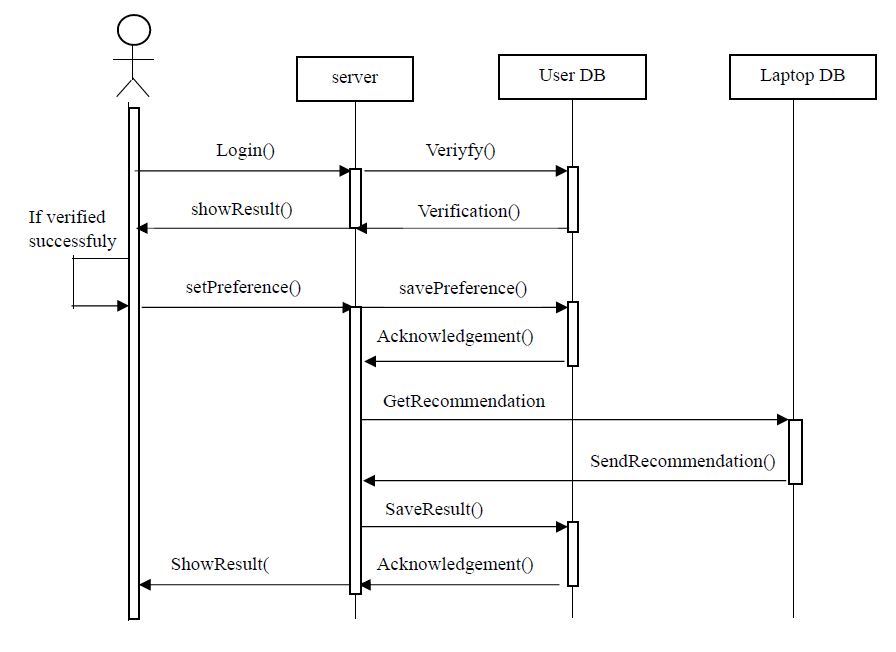 server
User DB
Laptop DB
Login()
Veriyfy()
showResult()
Verification()
If verified
successfuly
setPreference()
savePreference()
Acknowledgement()
GetRecommendation
SendRecommendation()
SaveResult()
ShowResult(
Acknowledgement()